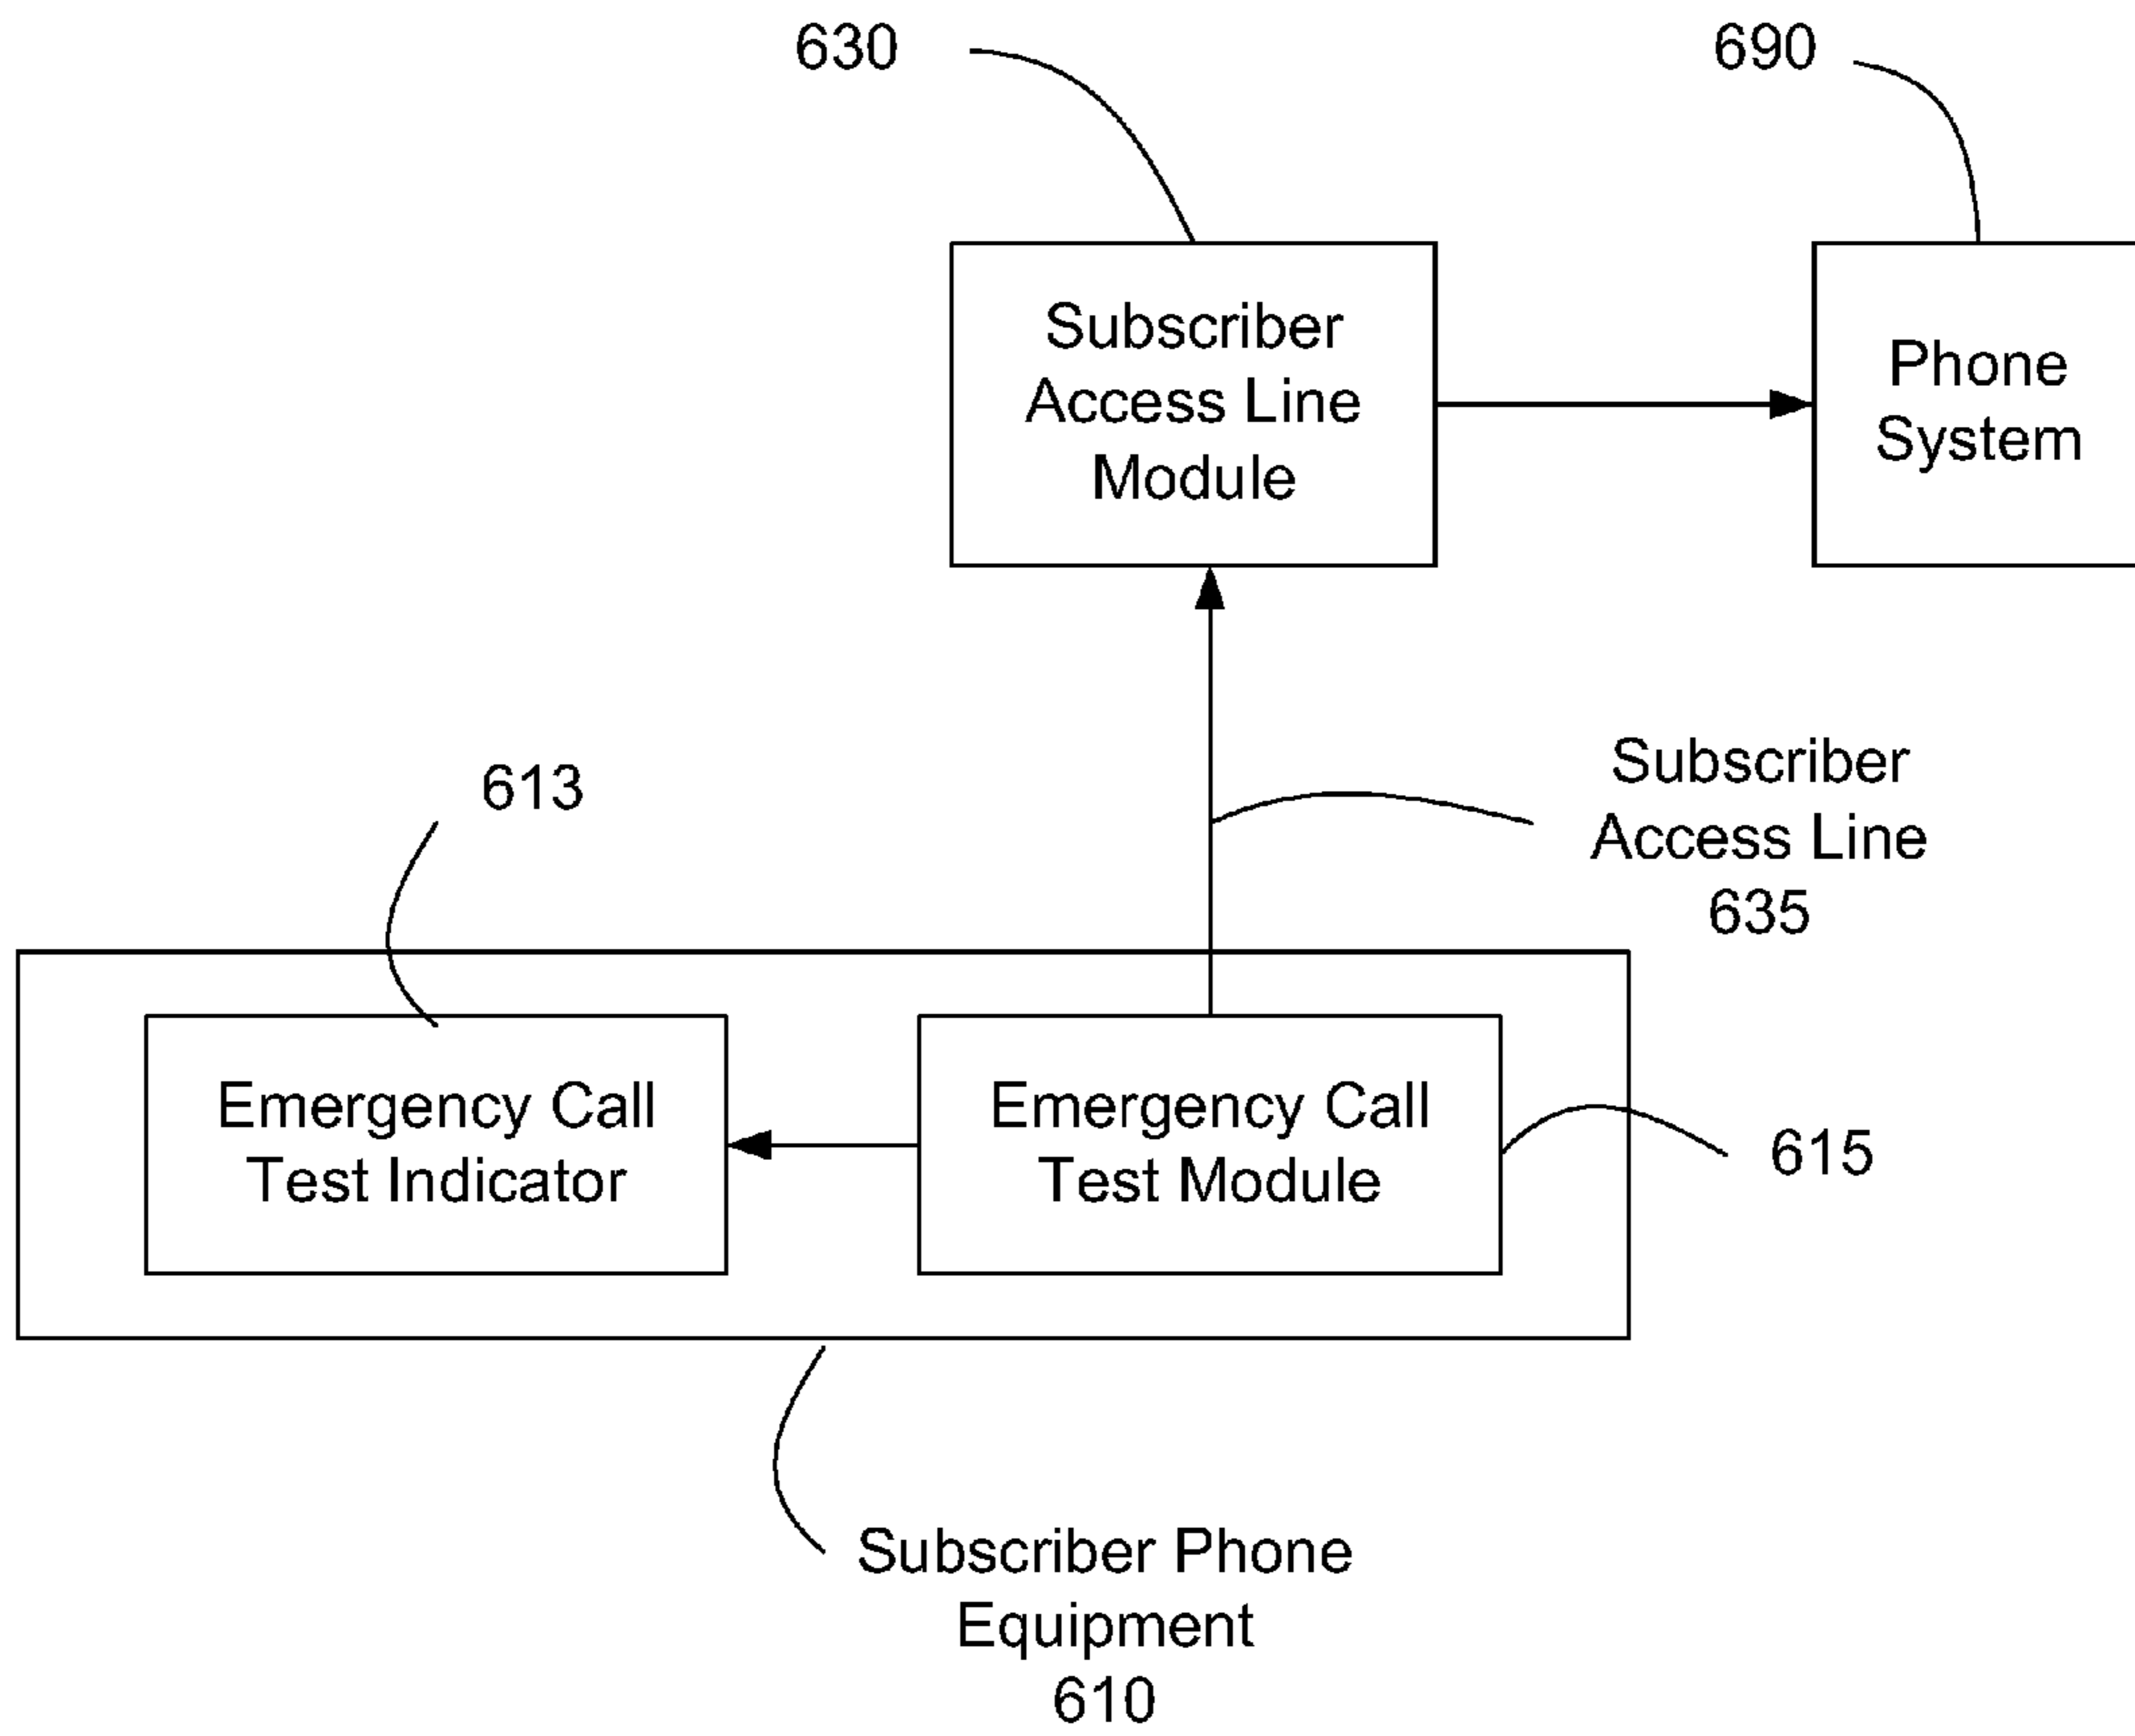 630
690
Subscriber
Access Line
Module
Phone
System
613
Subscriber
Access Line
635
Emergency Call
Test Indicator
Emergency Call
Test Module
615
Subscriber Phone
Equipment
610